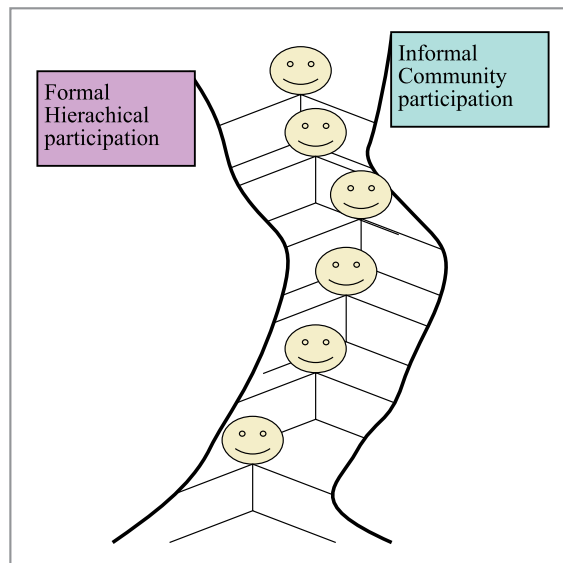 Formal
Hierachical
participation
Informal
Community
participation